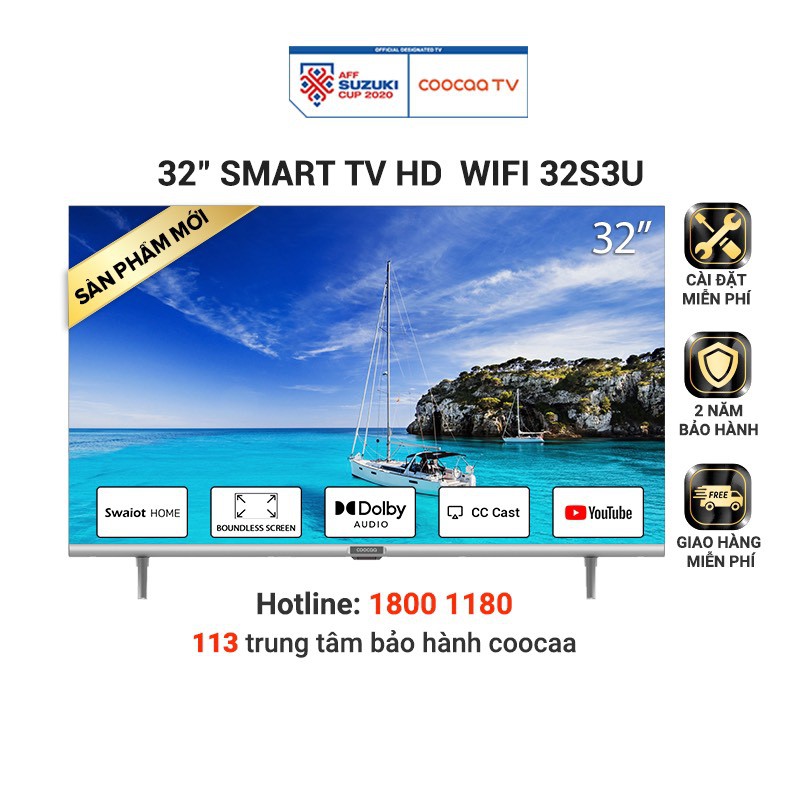 OFFICIAL DESIGNATED TV
AFF
SUZUKI
CUP 2020
coocaa TV
32" SMART TV HD WIFI 32S3U
SẢN PHẨM MỚI
32"
CÀI ĐẶT
MIỄN PHÍ
2 NĂM
BẢO HÀNH
FREE
GIAO HÀNG
MIỄN PHÍ
Swaiot HOME
BOUNDLESS SCREEN
Dolby
AUDIO
CC Cast
YouTube
coocaa
Hotline: 1800 1180
113 trung tâm bảo hành coocaa